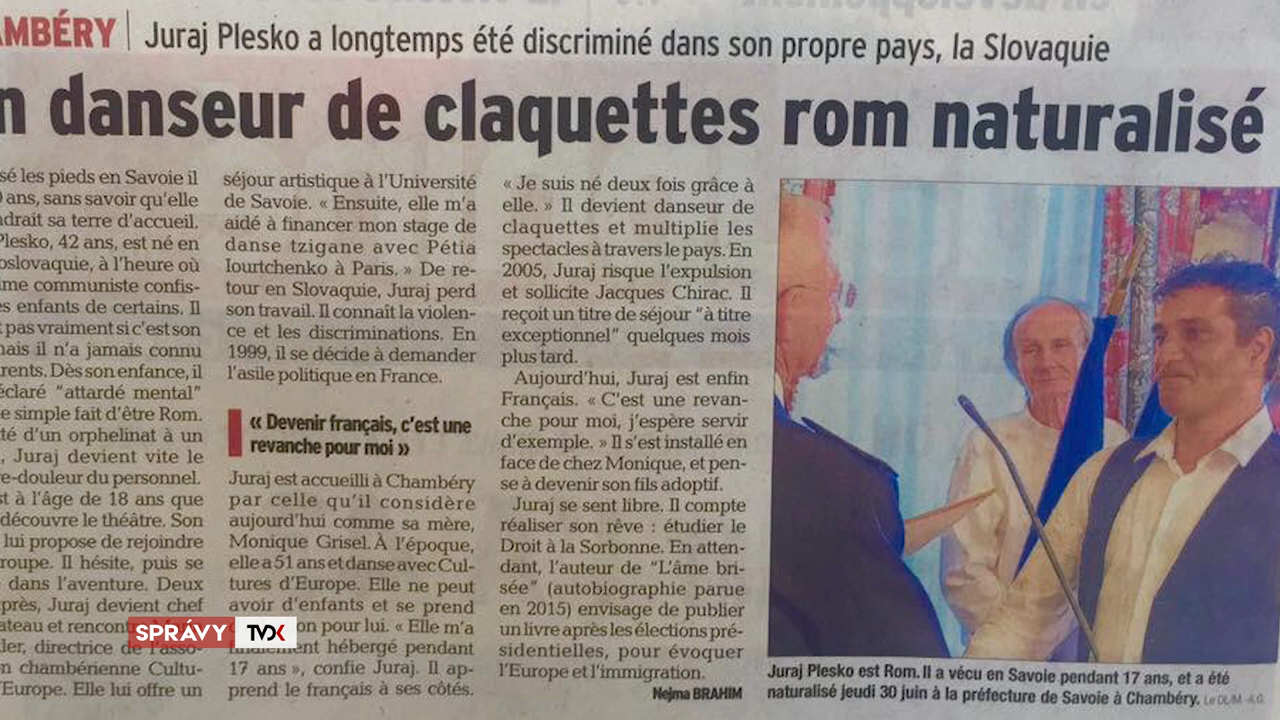 AMBÉRY | Juraj Plesko a longtemps été discriminé dans son propre pays, la Slovaquie
n danseur de claquettes rom naturalisé
sé les pieds en Savoie il
ans, sans savoir qu'elle
ndrait sa terre d'accueil.
Plesko, 42 ans, est né en
oslovaquie, à l'heure où
me communiste confis-
es enfants de certains. Il
t pas vraiment si c'est son
mais il n'a jamais connu
rents. Dès son enfance, il
éclaré "attardé mental"
e simple fait d'être Rom.
té d'un orphelinat à un
, Juraj devient vite le
re-douleur du personnel.
st à l'âge de 18 ans que
découvre le théâtre. Son
lui propose de rejoindre
roupe. Il hésite, puis se
dans l'aventure. Deux
près, Juraj devient chef
ateau et rencontre
ler, directrice de l'asso-
n chambérienne Cultu-
'Europe. Elle lui offre un
séjour artistique à l'Université
de Savoie. « Ensuite, elle m'a
aidé à financer mon stage de
danse tzigane avec Pétia
Iourtchenko à Paris. » De re-
tour en Slovaquie, Juraj perd
son travail. Il connaît la violen-
ce et les discriminations. En
1999, il se décide à demander
l'asile politique en France.
« Devenir français, c'est une
revanche pour moi »
Juraj est accueilli à Chambéry
par celle qu'il considère
aujourd'hui comme sa mère,
Monique Grisel. À l'époque,
elle a 51 ans et danse avec Cul-
tures d'Europe. Elle ne peut
avoir d'enfants et se prend
on pour lui. « Elle m'a
finalement hébergé pendant
17 ans », confie Juraj. Il ap-
prend le français à ses côtés.
« Je suis né deux fois grâce à
elle. » Il devient danseur de
claquettes et multiplie les
spectacles à travers le pays. En
2005, Juraj risque l'expulsion
et sollicite Jacques Chirac. Il
reçoit un titre de séjour "à titre
exceptionnel" quelques mois
plus tard.
Aujourd'hui, Juraj est enfin
Français. « C'est une revan-
che pour moi, j'espère servir
d'exemple. » Il s'est installé en
face de chez Monique, et pen-
se à devenir son fils adoptif.
Juraj se sent libre. Il compte
réaliser son rêve : étudier le
Droit à la Sorbonne. En atten-
dant, l'auteur de "L'âme bri-
sée" (autobiographie parue
en 2015) envisage de publier
un livre après les élections pré-
sidentielles, pour évoquer
l'Europe et l'immigration.
Nejma BRAHIM
Juraj Plesko est Rom. Il a vécu en Savoie pendant 17 ans, et a été
naturalisé jeudi 30 juin à la préfecture de Savoie à Chambéry. Le DL/M-A.G.
SPRÁVY TVDK